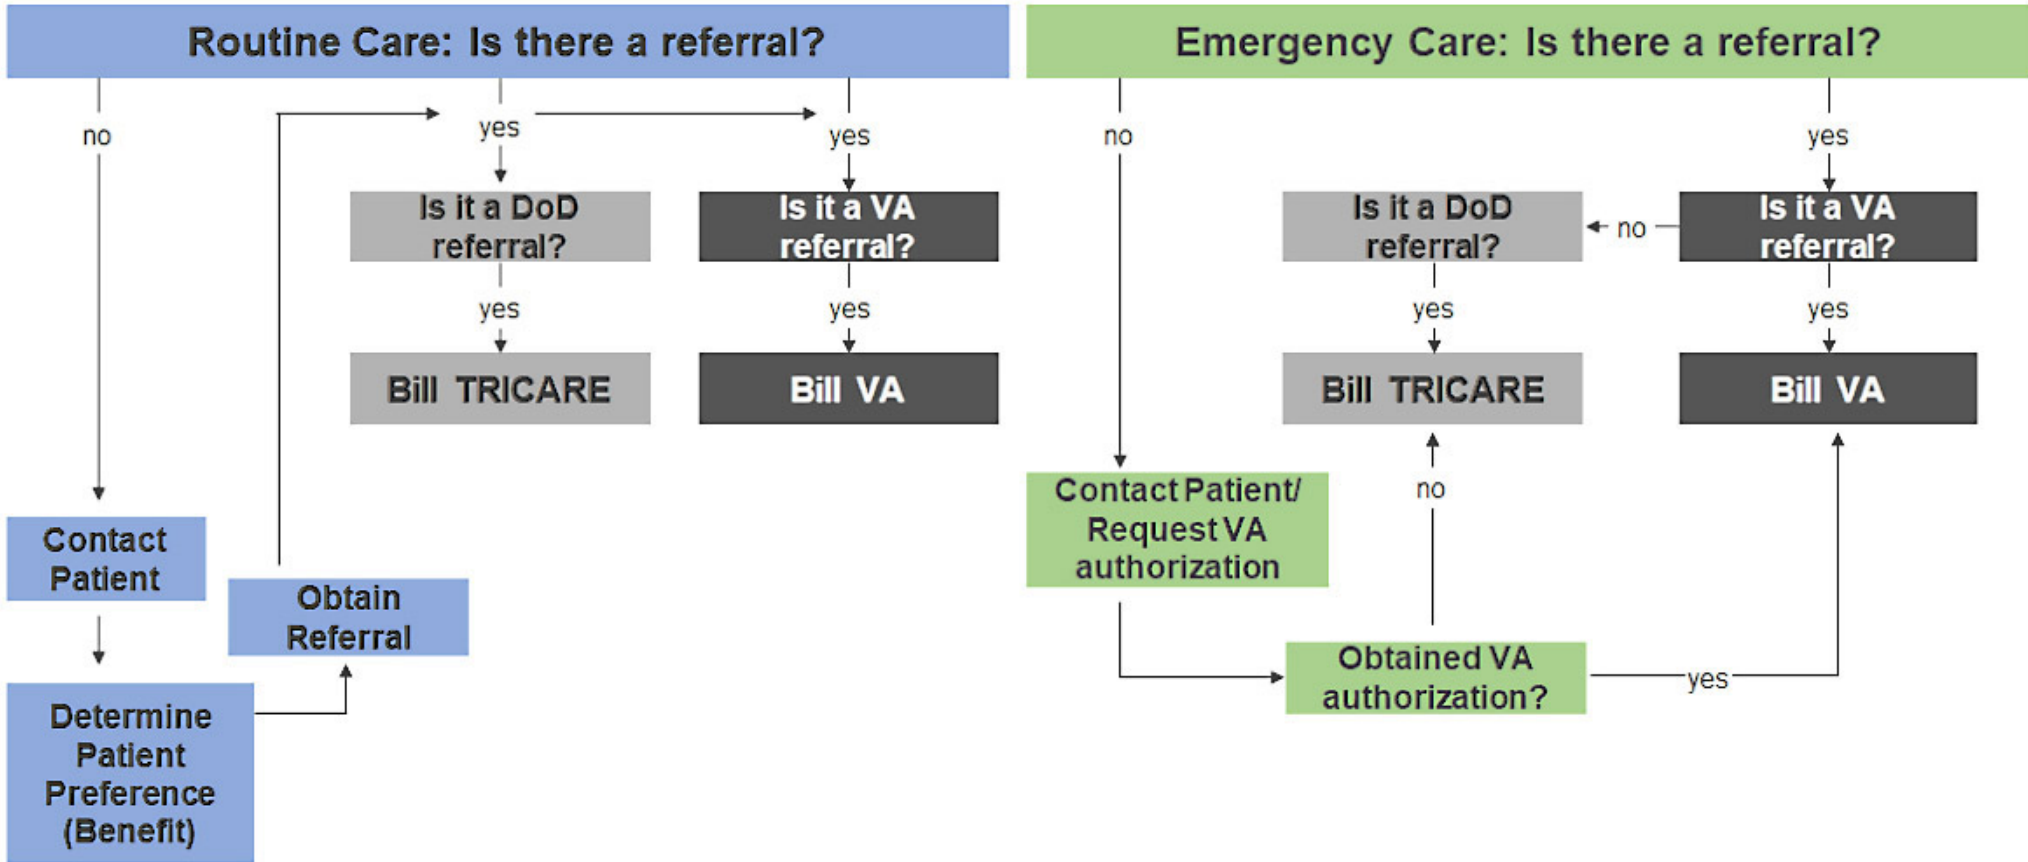 Routine Care: Is there a referral?
no
yes
yes
Is it a DoD
referral?
Is it a VA
referral?
yes
yes
Bill TRICARE
Bill VA
Contact
Patient
Obtain
Referral
Determine
Patient
Preference
(Benefit)
Emergency Care: Is there a referral?
no
yes
Is it a DoD
referral?
no
Is it a VA
referral?
yes
yes
Bill TRICARE
Bill VA
Contact Patient/
Request VA
authorization
no
Obtained VA
authorization?
yes